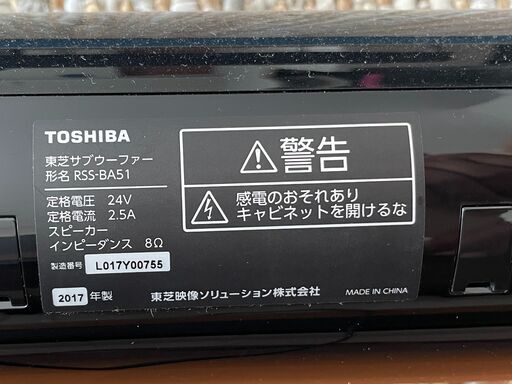 TOSHIBA
東芝サブウーファー
形名 RSS-BA51
定格電圧 24V
定格電流 2.5A
スピーカー
インピーダンス 8Ω
製造番号 L017Y00755
2017 年製
東芝映像ソリューション株式会社
MADE IN CHINA
警告
感電のおそれあり
キャビネットを開けるな